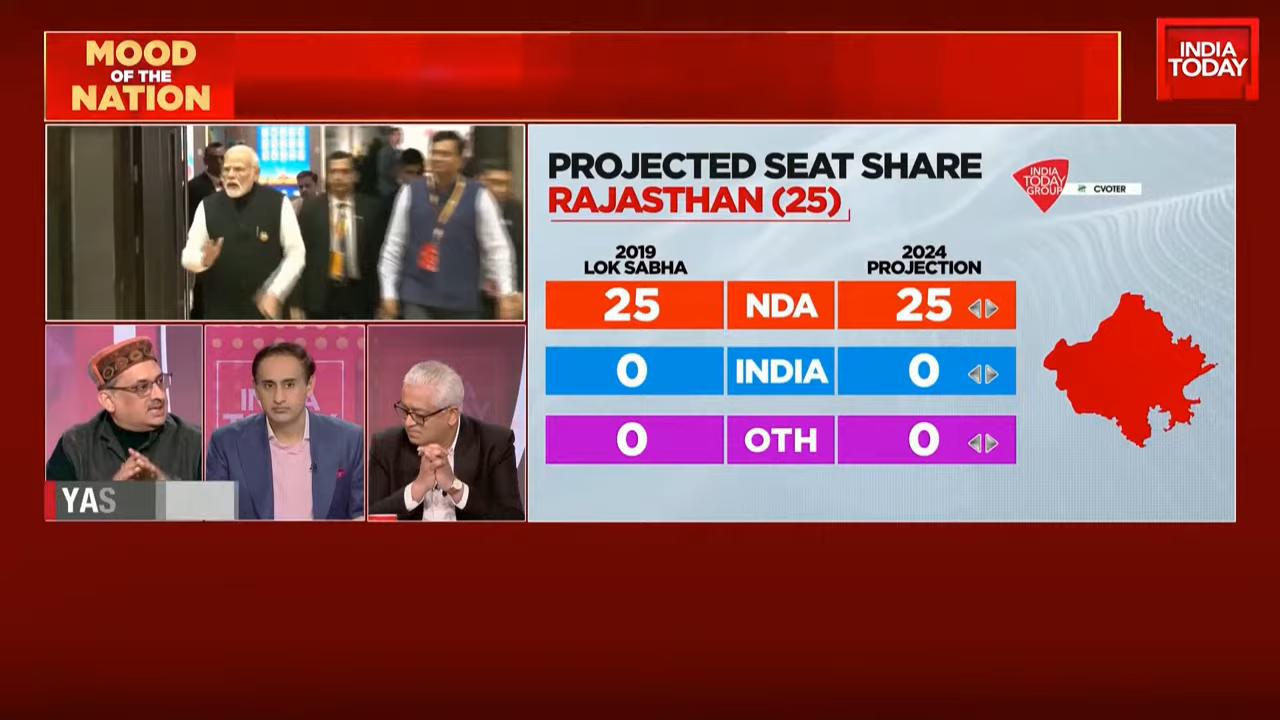 MOOD
OF THE
NATION
INDIA
TODAY
PROJECTED SEAT SHARE
RAJASTHAN (25)
INDIA
TODAY
GROUP
CVOTER
2019
LOK SABHA
2024
PROJECTION
25 NDA 25
0 INDIA 0
0 OTH 0
YAS